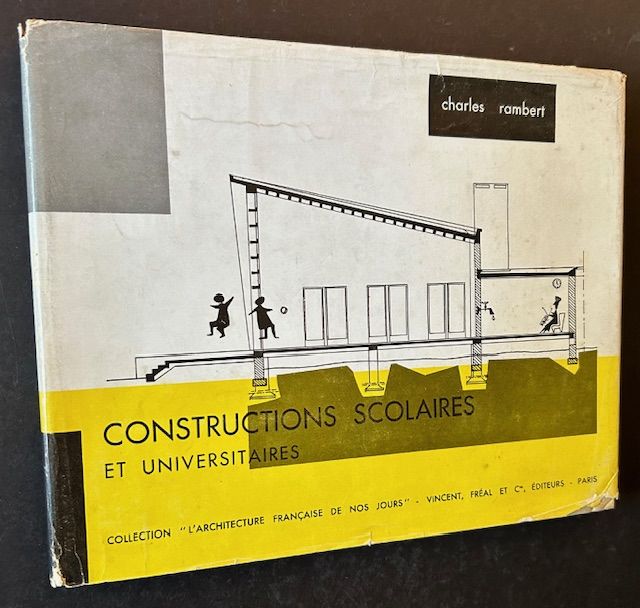 charles rambert
CONSTRUCTIONS SCOLAIRES
ET UNIVERSITAIRES
COLLECTION "L'ARCHITECTURE FRANÇAISE DE NOS JOURS" - VINCENT, FRÉAL ET Cie, ÉDITEURS - PARIS